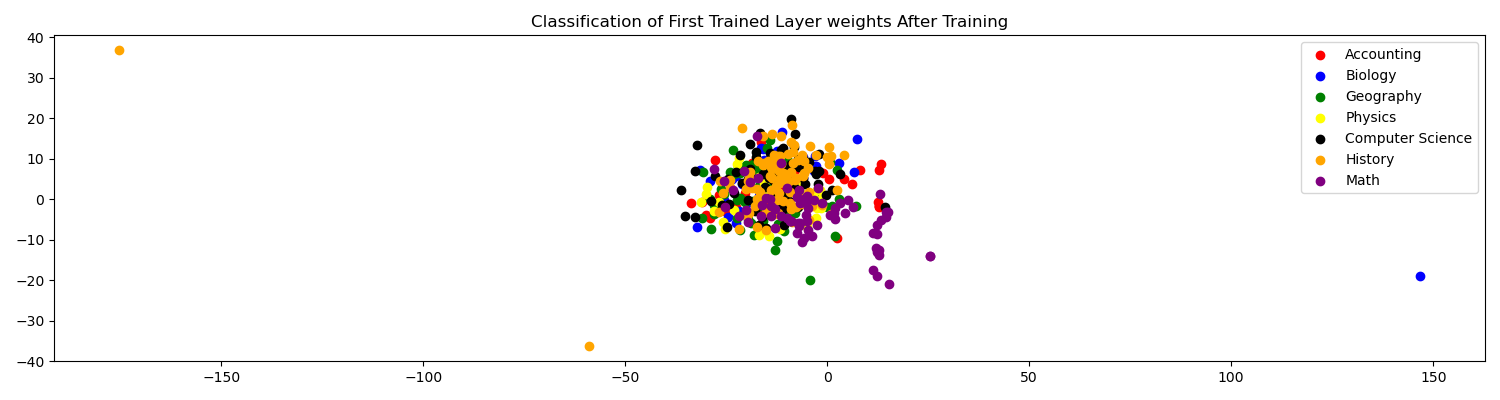 Classification of First Trained Layer weights After Training
40
30
20
10
0
−10
−20
−30
−40
−150
−100
−50
0
50
100
150
Accounting
Biology
Geography
Physics
Computer Science
History
Math